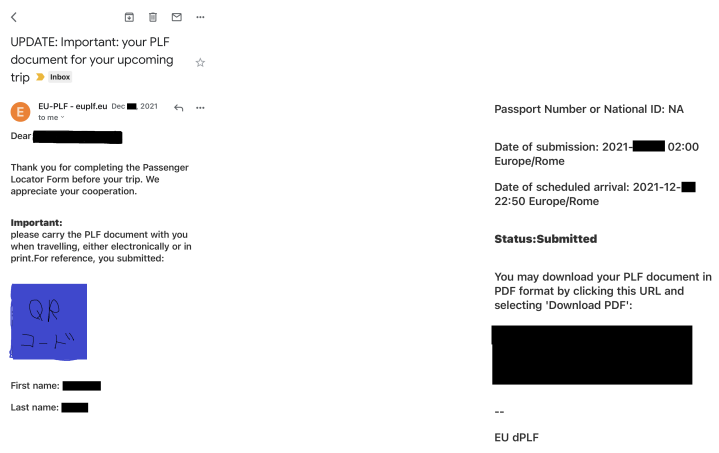 UPDATE: Important: your PLF
document for your upcoming
trip Inbox
E
EU-PLF - euplf.eu Dec 2021
to me
Dear
Thank you for completing the Passenger
Locator Form before your trip. We
appreciate your cooperation.
Important:
please carry the PLF document with you
when travelling, either electronically or in
print.For reference, you submitted:
QR
コード
First name:
Last name:
Passport Number or National ID: NA
Date of submission: 2021- 02:00
Europe/Rome
Date of scheduled arrival: 2021-12-
22:50 Europe/Rome
Status:Submitted
You may download your PLF document in
PDF format by clicking this URL and
selecting 'Download PDF':
--
EU dPLF